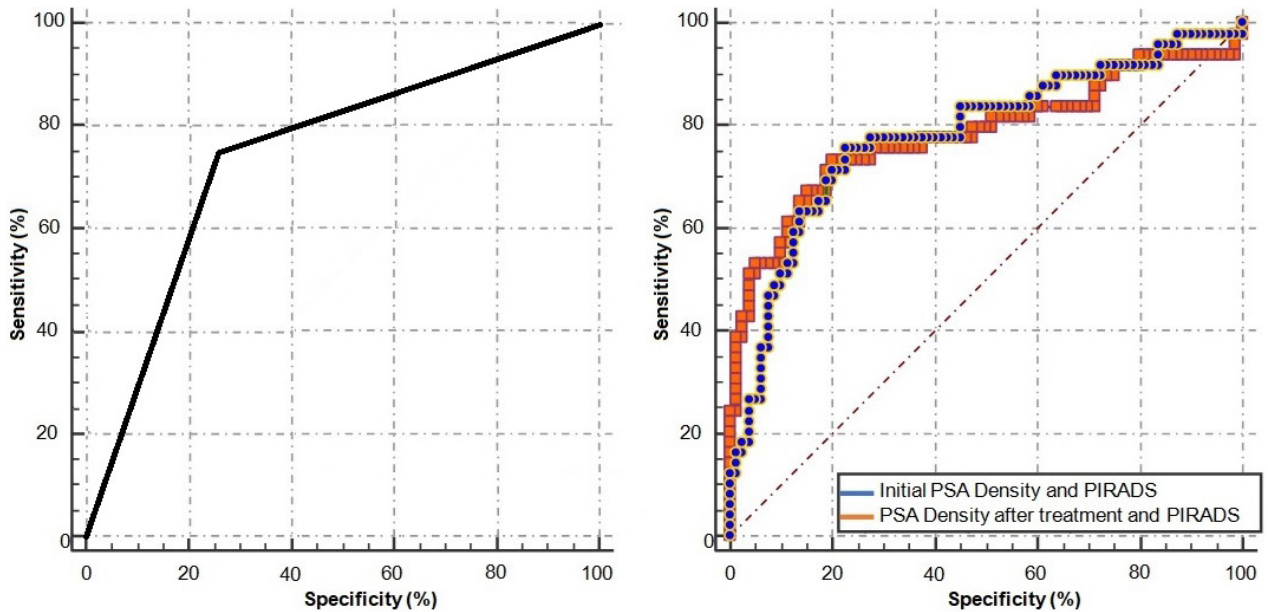 100
80
60
40
20
0
Sensitivity (%)
0 20 40 60 80 100
Specificity (%)
100
80
60
40
20
0
Sensitivity (%)
Initial PSA Density and PIRADS
PSA Density after treatment and PIRADS
0 20 40 60 80 100
Specificity (%)